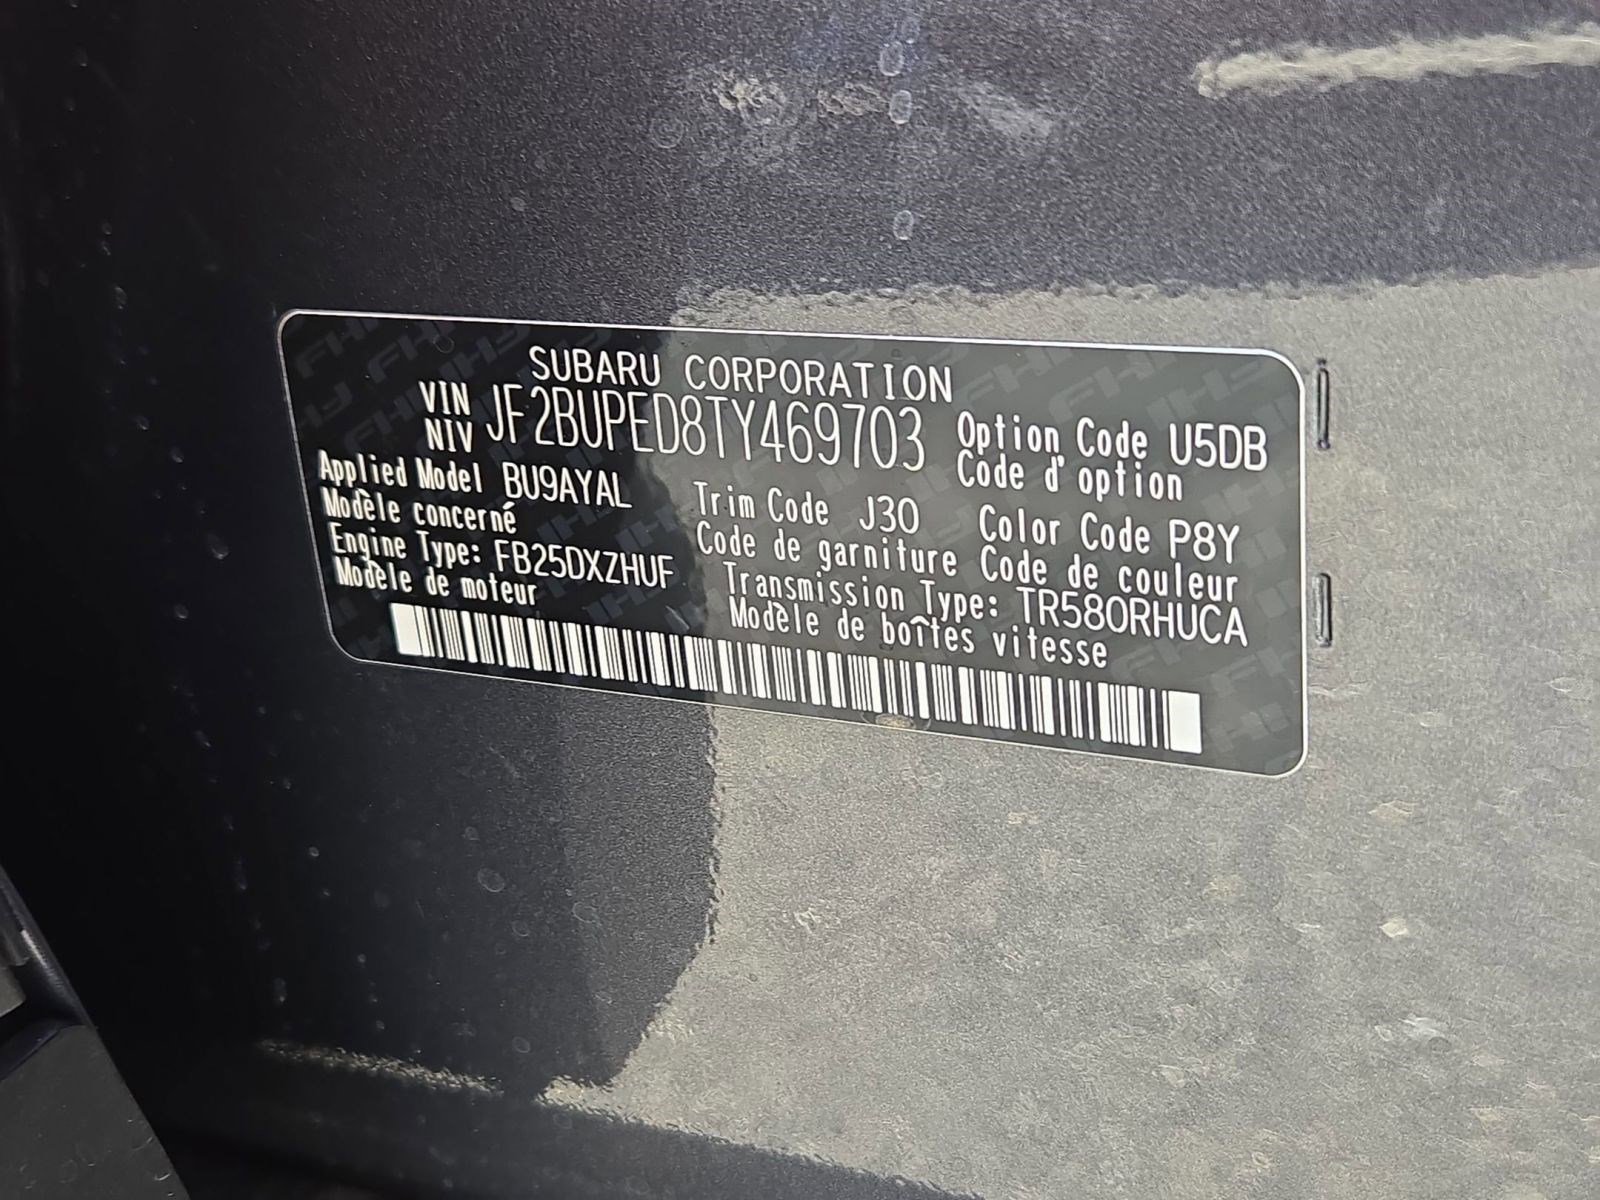 SUBARU CORPORATION
VIN JF2BUPED8TY469703 Option Code U5DB
NIV Code d'option
Applied Model BU9AYAL Trim Code J30 Color Code P8Y
Modèle concerné Code de garniture Code de couleur
Engine Type: FB25DXZHUF Transmission Type: TR580RHUCA
Modèle de moteur Modèle de boîtes vitesse